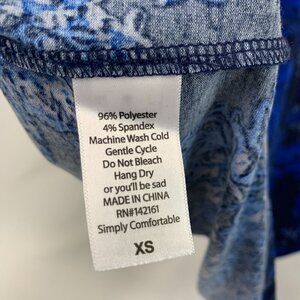 96% Polyester
4% Spandex
Machine Wash Cold
Gentle Cycle
Do Not Bleach
Hang Dry
or you'll be sad
MADE IN CHINA
RN#142161
Simply Comfortable
XS